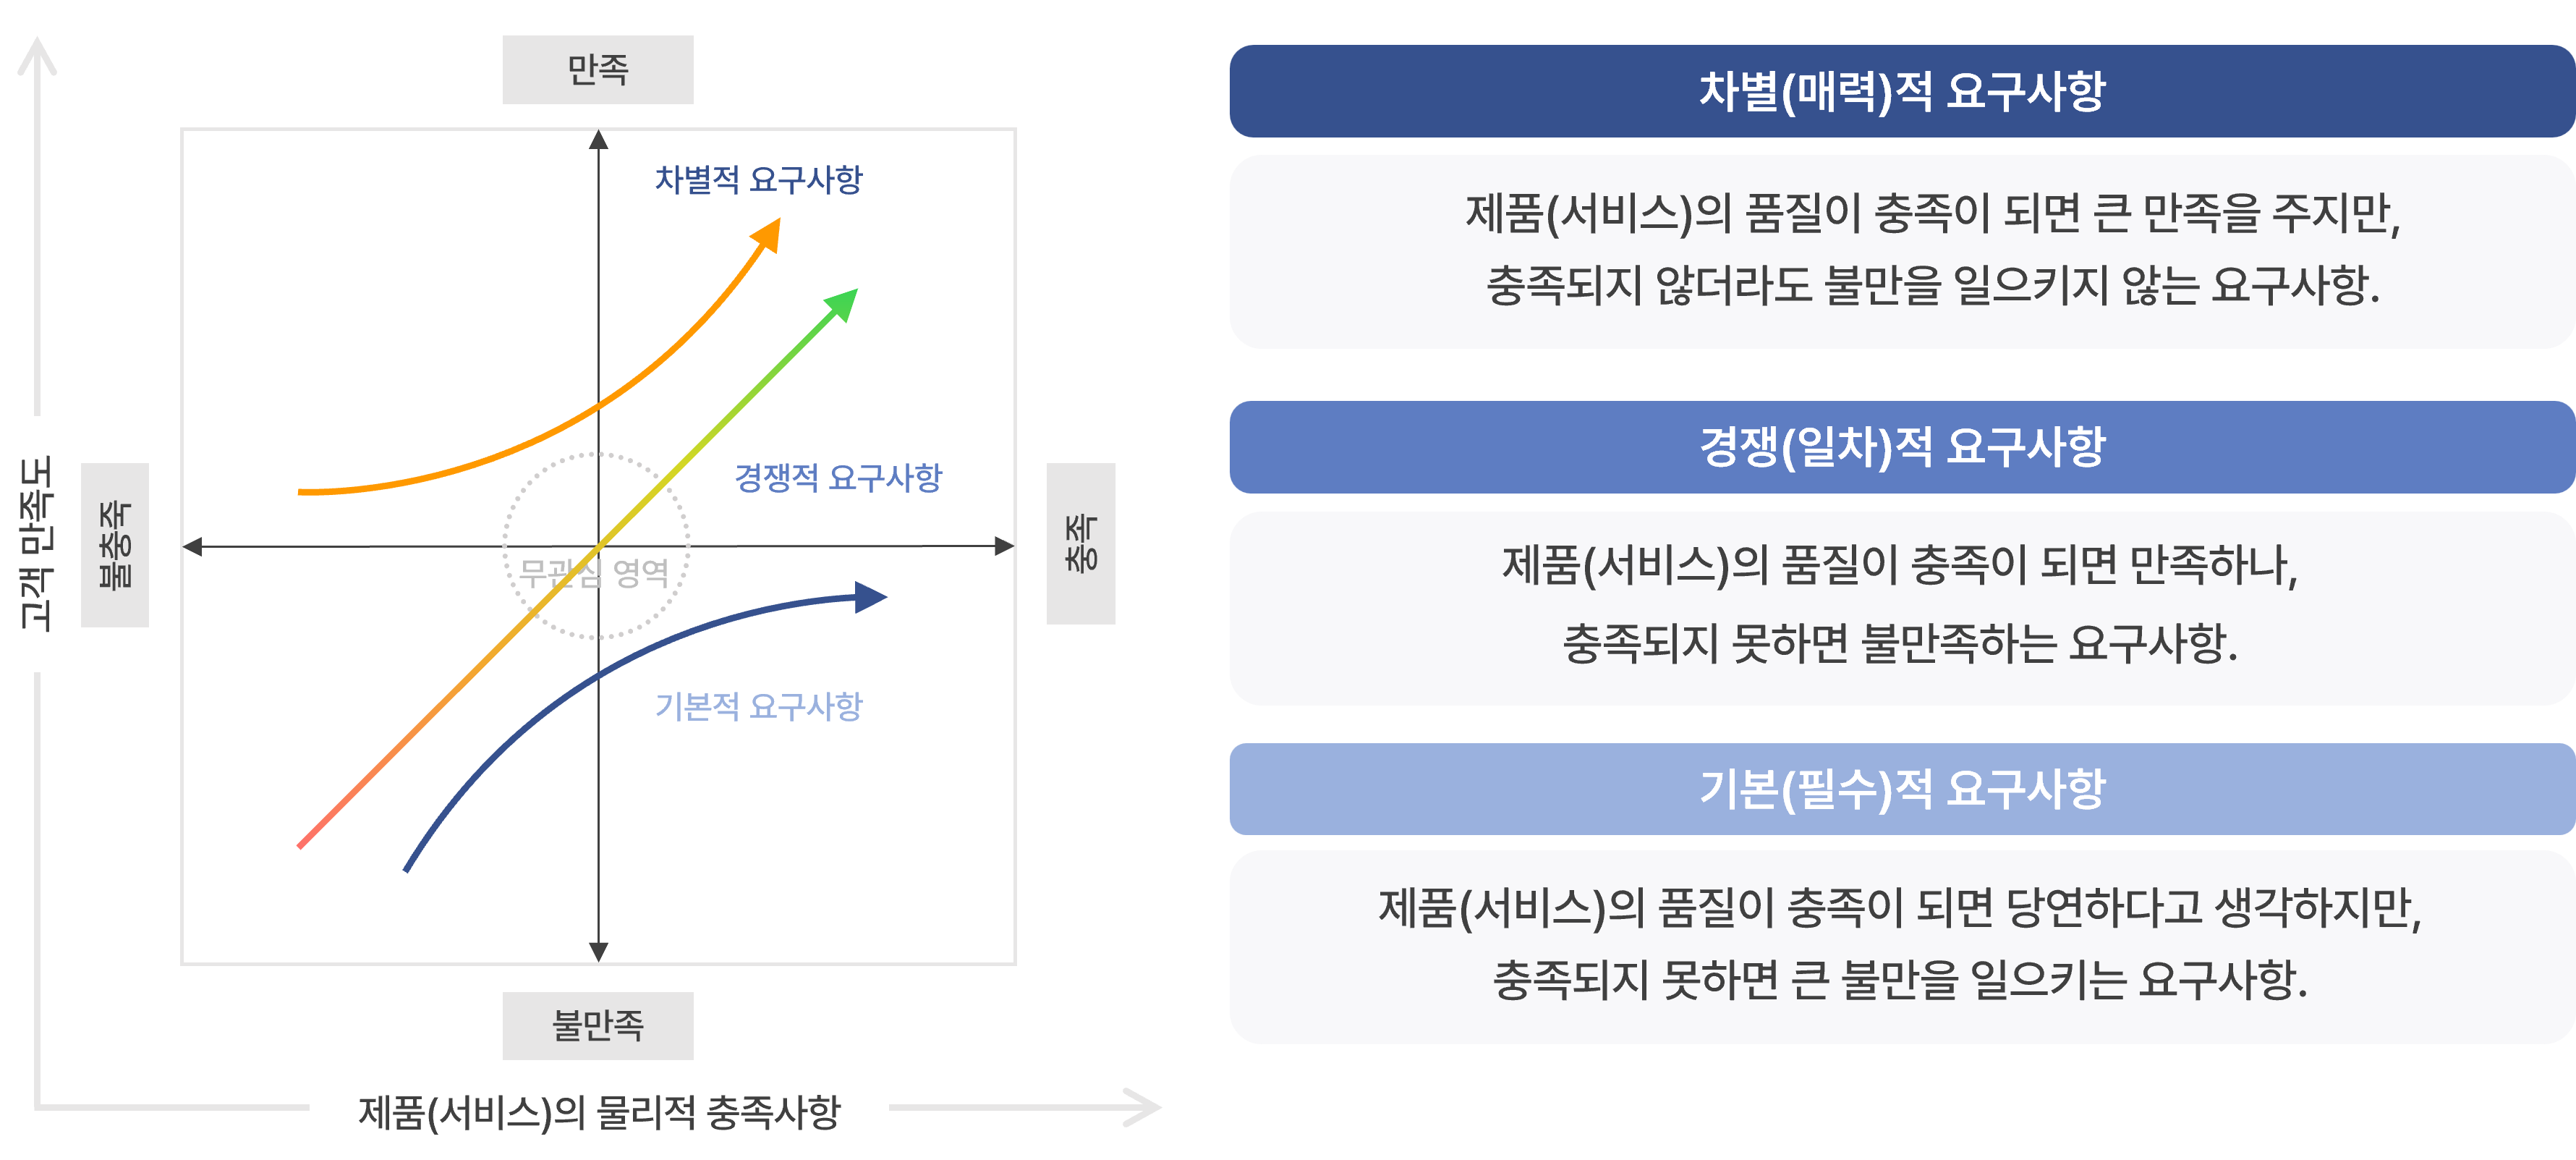 만족
차별적 요구사항
경쟁적 요구사항
고객 만족도
불충족
충족
무관심 영역
기본적 요구사항
불만족
제품(서비스)의 물리적 충족사항
차별(매력)적 요구사항
제품(서비스)의 품질이 충족이 되면 큰 만족을 주지만,
충족되지 않더라도 불만을 일으키지 않는 요구사항.
경쟁(일차)적 요구사항
제품(서비스)의 품질이 충족이 되면 만족하나,
충족되지 못하면 불만족하는 요구사항.
기본(필수)적 요구사항
제품(서비스)의 품질이 충족이 되면 당연하다고 생각하지만,
충족되지 못하면 큰 불만을 일으키는 요구사항.